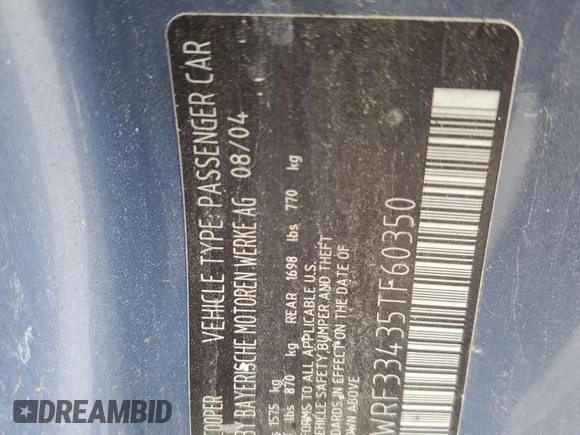 COOPER VEHICLE TYPE: PASSENGER CAR
BY BAYERISCHE MOTOREN WERKE AG 08/04
1575 kg
lbs 870 kg REAR 1698 lbs 770 kg
CONFORMS TO ALL APPLICABLE U.S.
VEHICLE SAFETY, BUMPER AND THEFT
STANDARDS IN EFFECT ON THE DATE OF
SHOWN ABOVE
WRF33435TF60350
DREAMBID